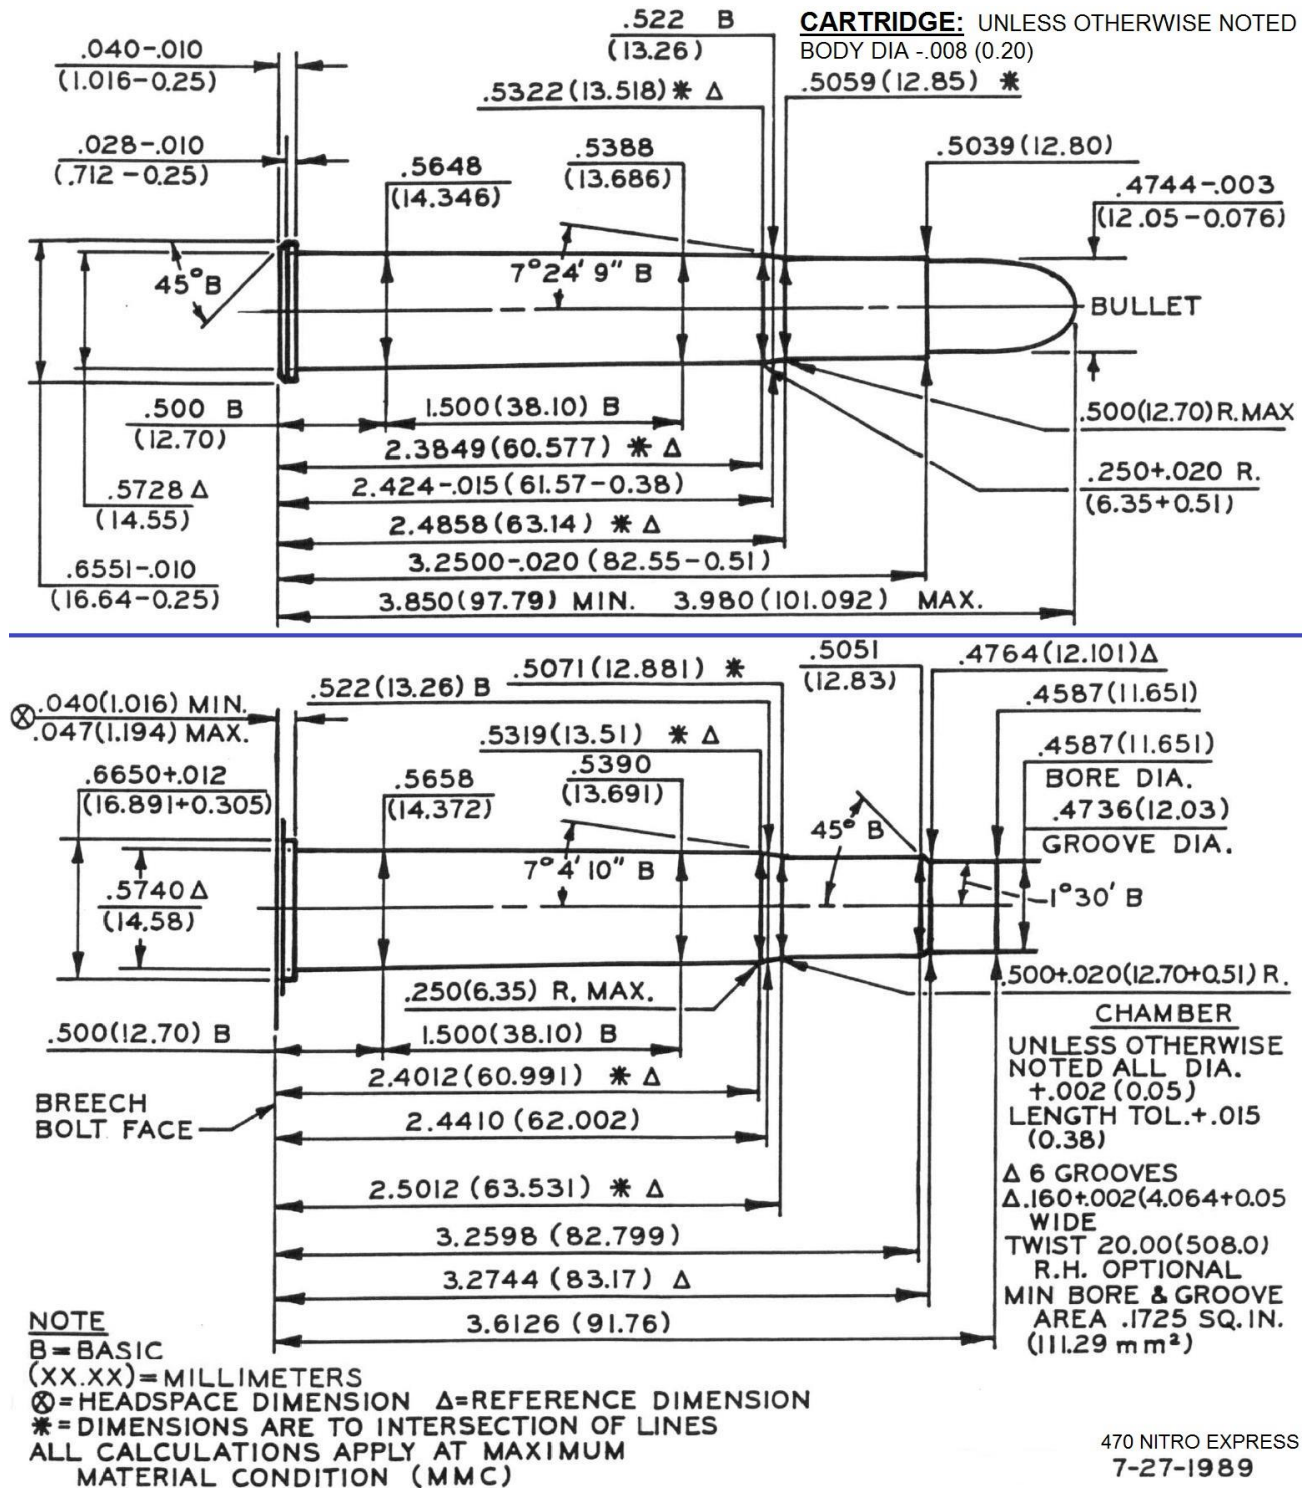 CARTRIDGE: UNLESS OTHERWISE NOTED
BODY DIA -.008 (0.20)
.522 B
(13.26)
.040-.010
(1.016-0.25)
.5322(13.518)✱ Δ
.5059(12.85) ✱
.028-.010
(.712-0.25)
.5648
(14.346)
.5388
(13.686)
.5039(12.80)
.4744-.003
(12.05-0.076)
45° B
7° 24' 9" B
BULLET
.500 B
(12.70)
1.500(38.10) B
.500(12.70)R.MAX
2.3849(60.577) ✱ Δ
.250+.020 R.
(6.35+0.51)
2.424-.015(61.57-0.38)
.5728 Δ
(14.55)
2.4858(63.14) ✱ Δ
3.2500-.020 (82.55-0.51)
.6551-.010
(16.64-0.25)
3.850(97.79) MIN. 3.980(101.092) MAX.
.5071(12.881) ✱
.5051
(12.83)
.4764(12.101)Δ
.522(13.26) B
.4587(11.651)
⊗ .040(1.016) MIN.
.047(1.194) MAX.
.5319(13.51) ✱ Δ
.4587(11.651)
BORE DIA.
.6650+.012
(16.891+0.305)
.5658
(14.372)
.5390
(13.691)
.4736(12.03)
GROOVE DIA.
45° B
7° 4' 10" B
.5740 Δ
(14.58)
1° 30' B
.250(6.35) R. MAX.
.500+.020(12.70+0.51) R.
.500(12.70) B
1.500(38.10) B
CHAMBER
UNLESS OTHERWISE
NOTED ALL DIA.
+.002 (0.05)
LENGTH TOL.+.015
(0.38)
2.4012(60.991) ✱ Δ
BREECH
BOLT FACE
2.4410 (62.002)
Δ 6 GROOVES
Δ.160+.002(4.064+0.05
WIDE
TWIST 20.00(508.0)
R.H. OPTIONAL
MIN BORE & GROOVE
AREA .1725 SQ.IN.
(111.29 mm²)
2.5012 (63.531) ✱ Δ
3.2598 (82.799)
3.2744 (83.17) Δ
3.6126 (91.76)
NOTE
B=BASIC
(XX.XX)=MILLIMETERS
⊗=HEADSPACE DIMENSION Δ=REFERENCE DIMENSION
✱=DIMENSIONS ARE TO INTERSECTION OF LINES
ALL CALCULATIONS APPLY AT MAXIMUM
MATERIAL CONDITION (MMC)
470 NITRO EXPRESS
7-27-1989